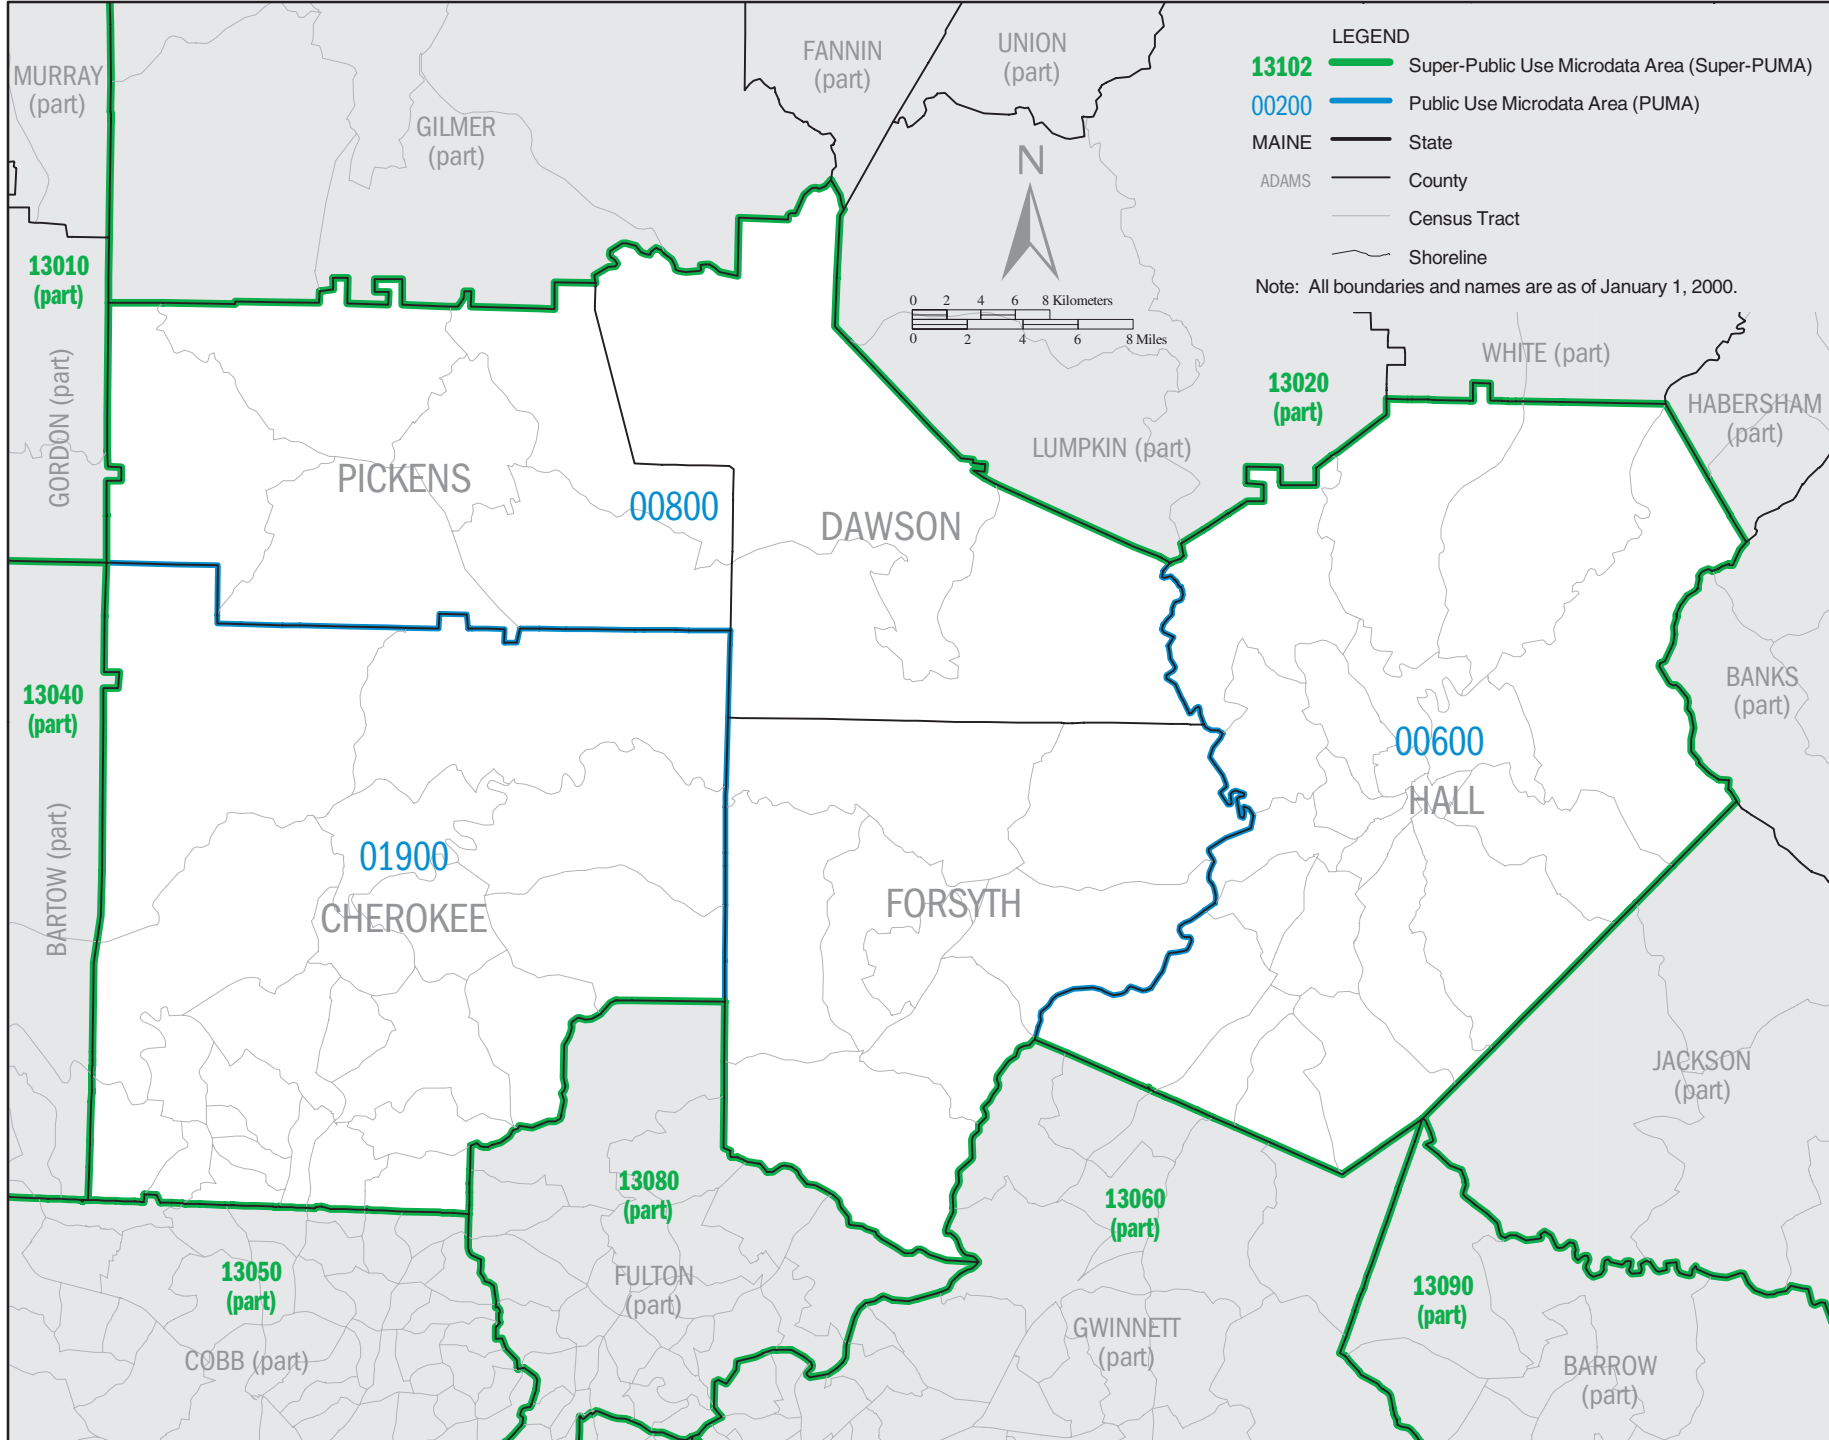 LEGEND
13102 Super-Public Use Microdata Area (Super-PUMA)
00200 Public Use Microdata Area (PUMA)
MAINE State
ADAMS County
Census Tract
Shoreline
Note: All boundaries and names are as of January 1, 2000.
MURRAY
(part)
FANNIN
(part)
UNION
(part)
GILMER
(part)
N
0 2 4 6 8 Kilometers
0 2 4 6 8 Miles
13010
(part)
GORDON (part)
WHITE (part)
13020
(part)
HABERSHAM
(part)
LUMPKIN (part)
PICKENS
00800
DAWSON
13040
(part)
BANKS
(part)
00600
HALL
BARTOW (part)
01900
CHEROKEE
FORSYTH
JACKSON
(part)
13080
(part)
13060
(part)
13050
(part)
FULTON
(part)
13090
(part)
COBB (part)
GWINNETT
(part)
BARROW
(part)